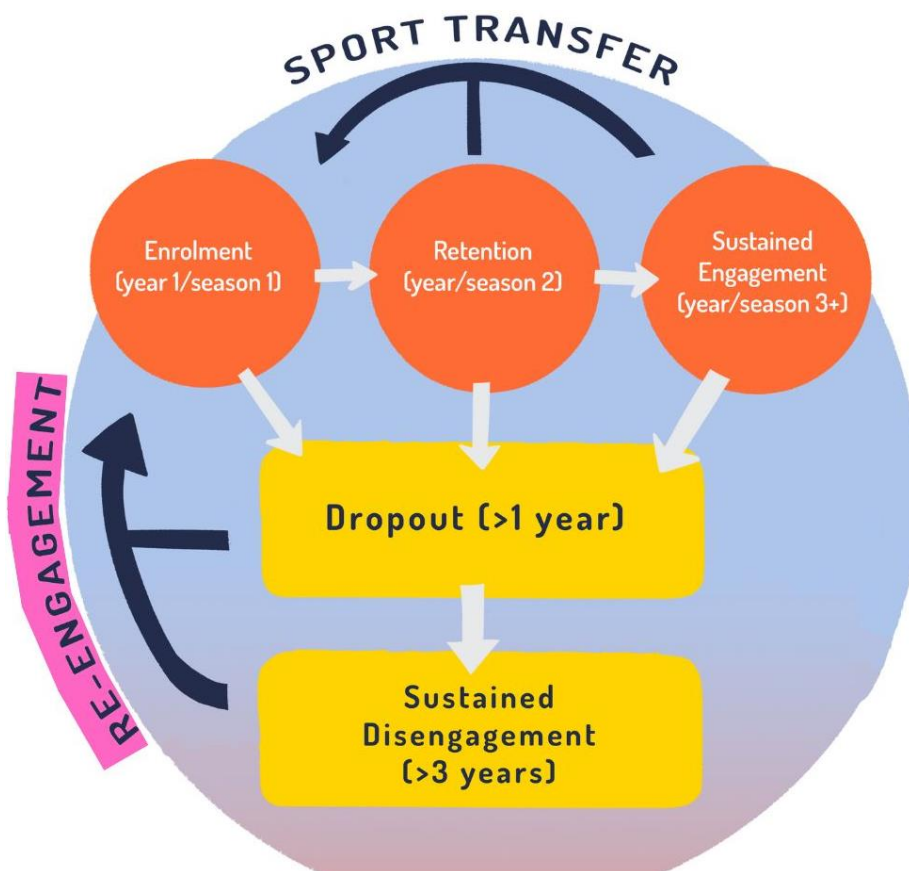 SPORT TRANSFER
Enrolment
(year 1/season 1)
Retention
(year/season 2)
Sustained
Engagement
(year/season 3+)
RE-ENGAGEMENT
Dropout (>1 year)
Sustained
Disengagement
(>3 years)